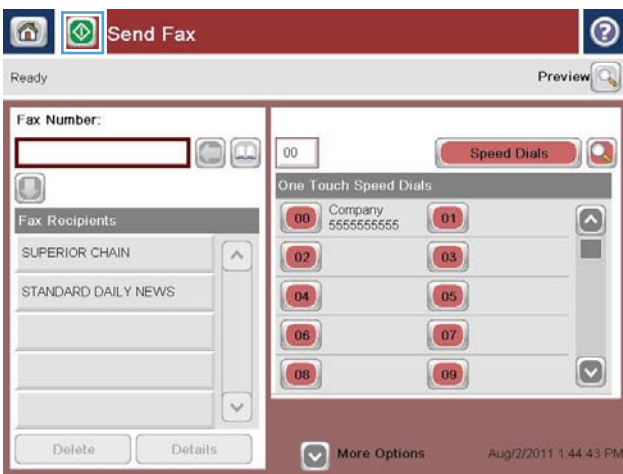 Send Fax
Ready
Preview
Fax Number:
00
Speed Dials
One Touch Speed Dials
Fax Recipients
SUPERIOR CHAIN
STANDARD DAILY NEWS
00 Company 01
5555555555
02 03
04 05
06 07
08 09
Delete Details
More Options
Aug/2/2011 1:44:43 PM